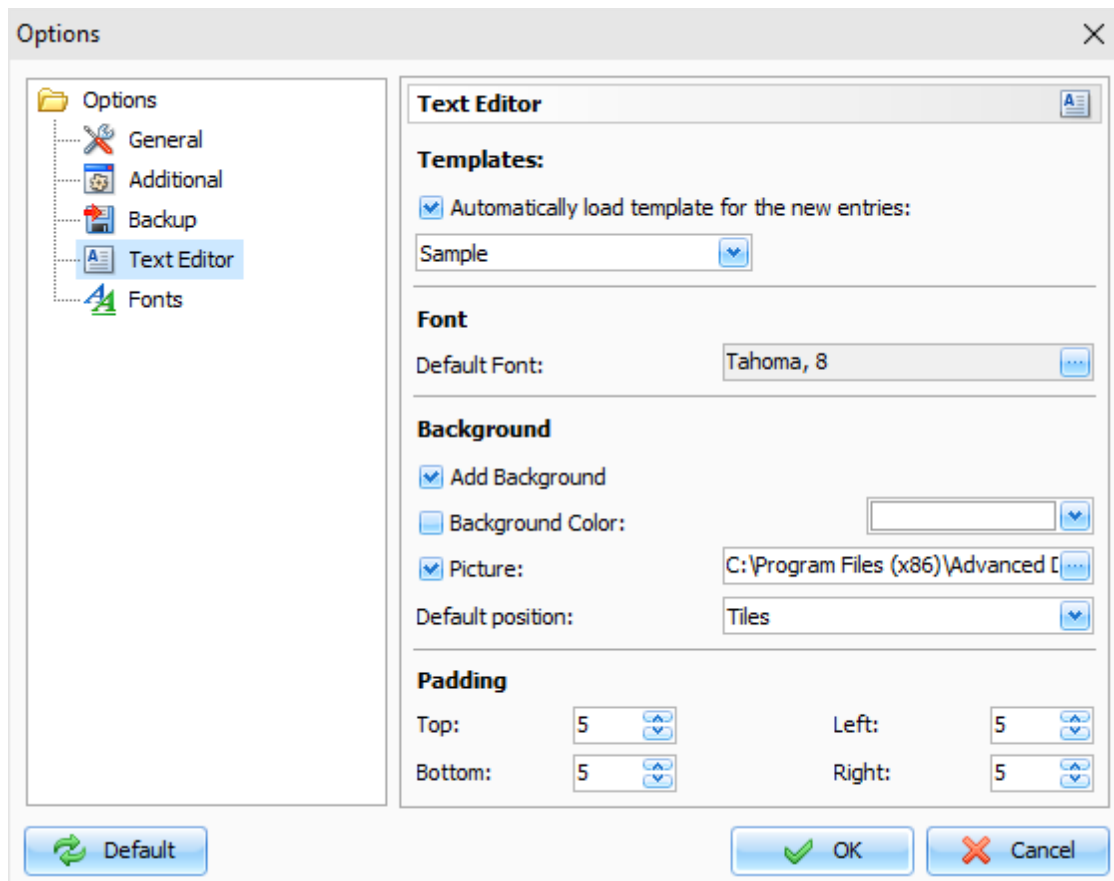 Options
Options
General
Additional
Backup
Text Editor
Fonts
Text Editor
Templates:
Automatically load template for the new entries:
Sample
Font
Default Font: Tahoma, 8
Background
Add Background
Background Color:
Picture: C:\Program Files (x86)\Advanced
Default position: Tiles
Padding
Top: 5 Left: 5
Bottom: 5 Right: 5
Default OK Cancel